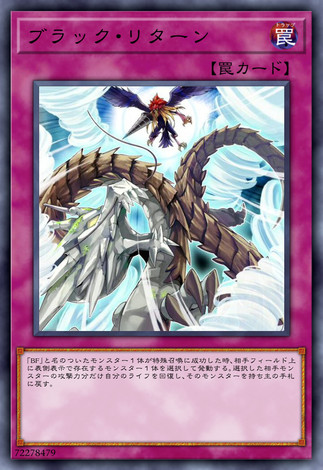 ブラック・リターン
トラップ
罠
【罠カード】
「BF」と名のついたモンスター1体が特殊召喚に成功した時、相手フィールド上
に表側表示で存在するモンスター1体を選択して発動する。選択した相手モン
スターの攻撃力分だけ自分のライフを回復し、そのモンスターを持ち主の手札
に戻す。
72278479